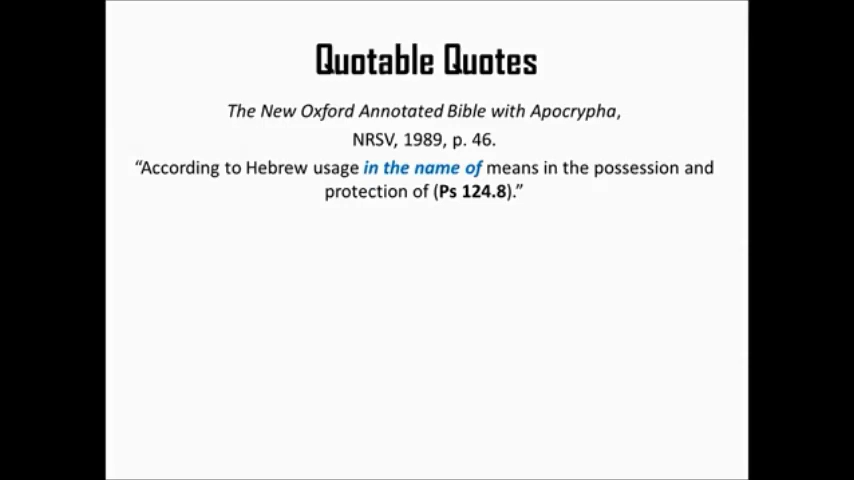 Quotable Quotes
The New Oxford Annotated Bible with Apocrypha,
NRSV, 1989, p. 46.
“According to Hebrew usage in the name of means in the possession and
protection of (Ps 124.8).”